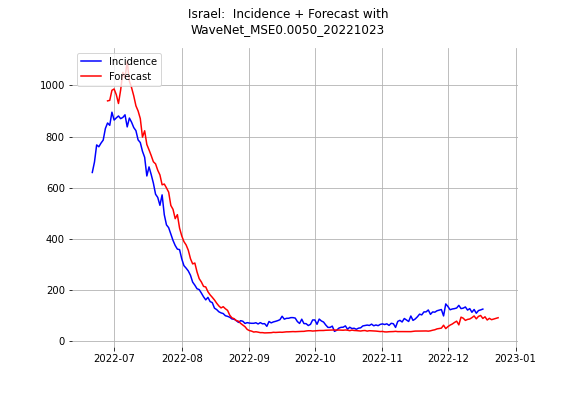 Israel:  Incidence + Forecast with
WaveNet_MSE0.0050_20221023
Incidence
Forecast
1000
800
600
400
200
0
2022-07 2022-08 2022-09 2022-10 2022-11 2022-12 2023-01